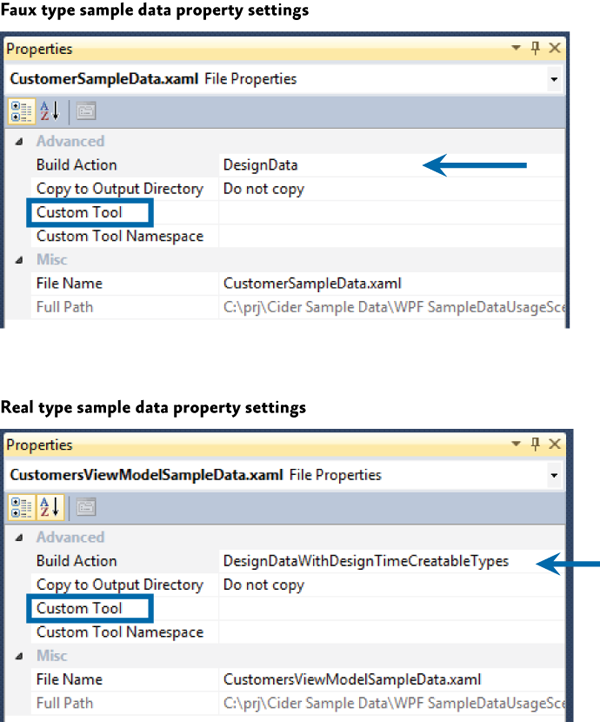 Faux type sample data property settings
Properties
CustomerSampleData.xaml File Properties
Advanced
Build Action DesignData
Copy to Output Directory Do not copy
Custom Tool
Custom Tool Namespace
Misc
File Name CustomerSampleData.xaml
Full Path C:\prj\Cider Sample Data\WPF SampleDataUsageSce
Real type sample data property settings
Properties
CustomersViewModelSampleData.xaml File Properties
Advanced
Build Action DesignDataWithDesignTimeCreatableTypes
Copy to Output Directory Do not copy
Custom Tool
Custom Tool Namespace
Misc
File Name CustomersViewModelSampleData.xaml
Full Path C:\prj\Cider Sample Data\WPF SampleDataUsageSce